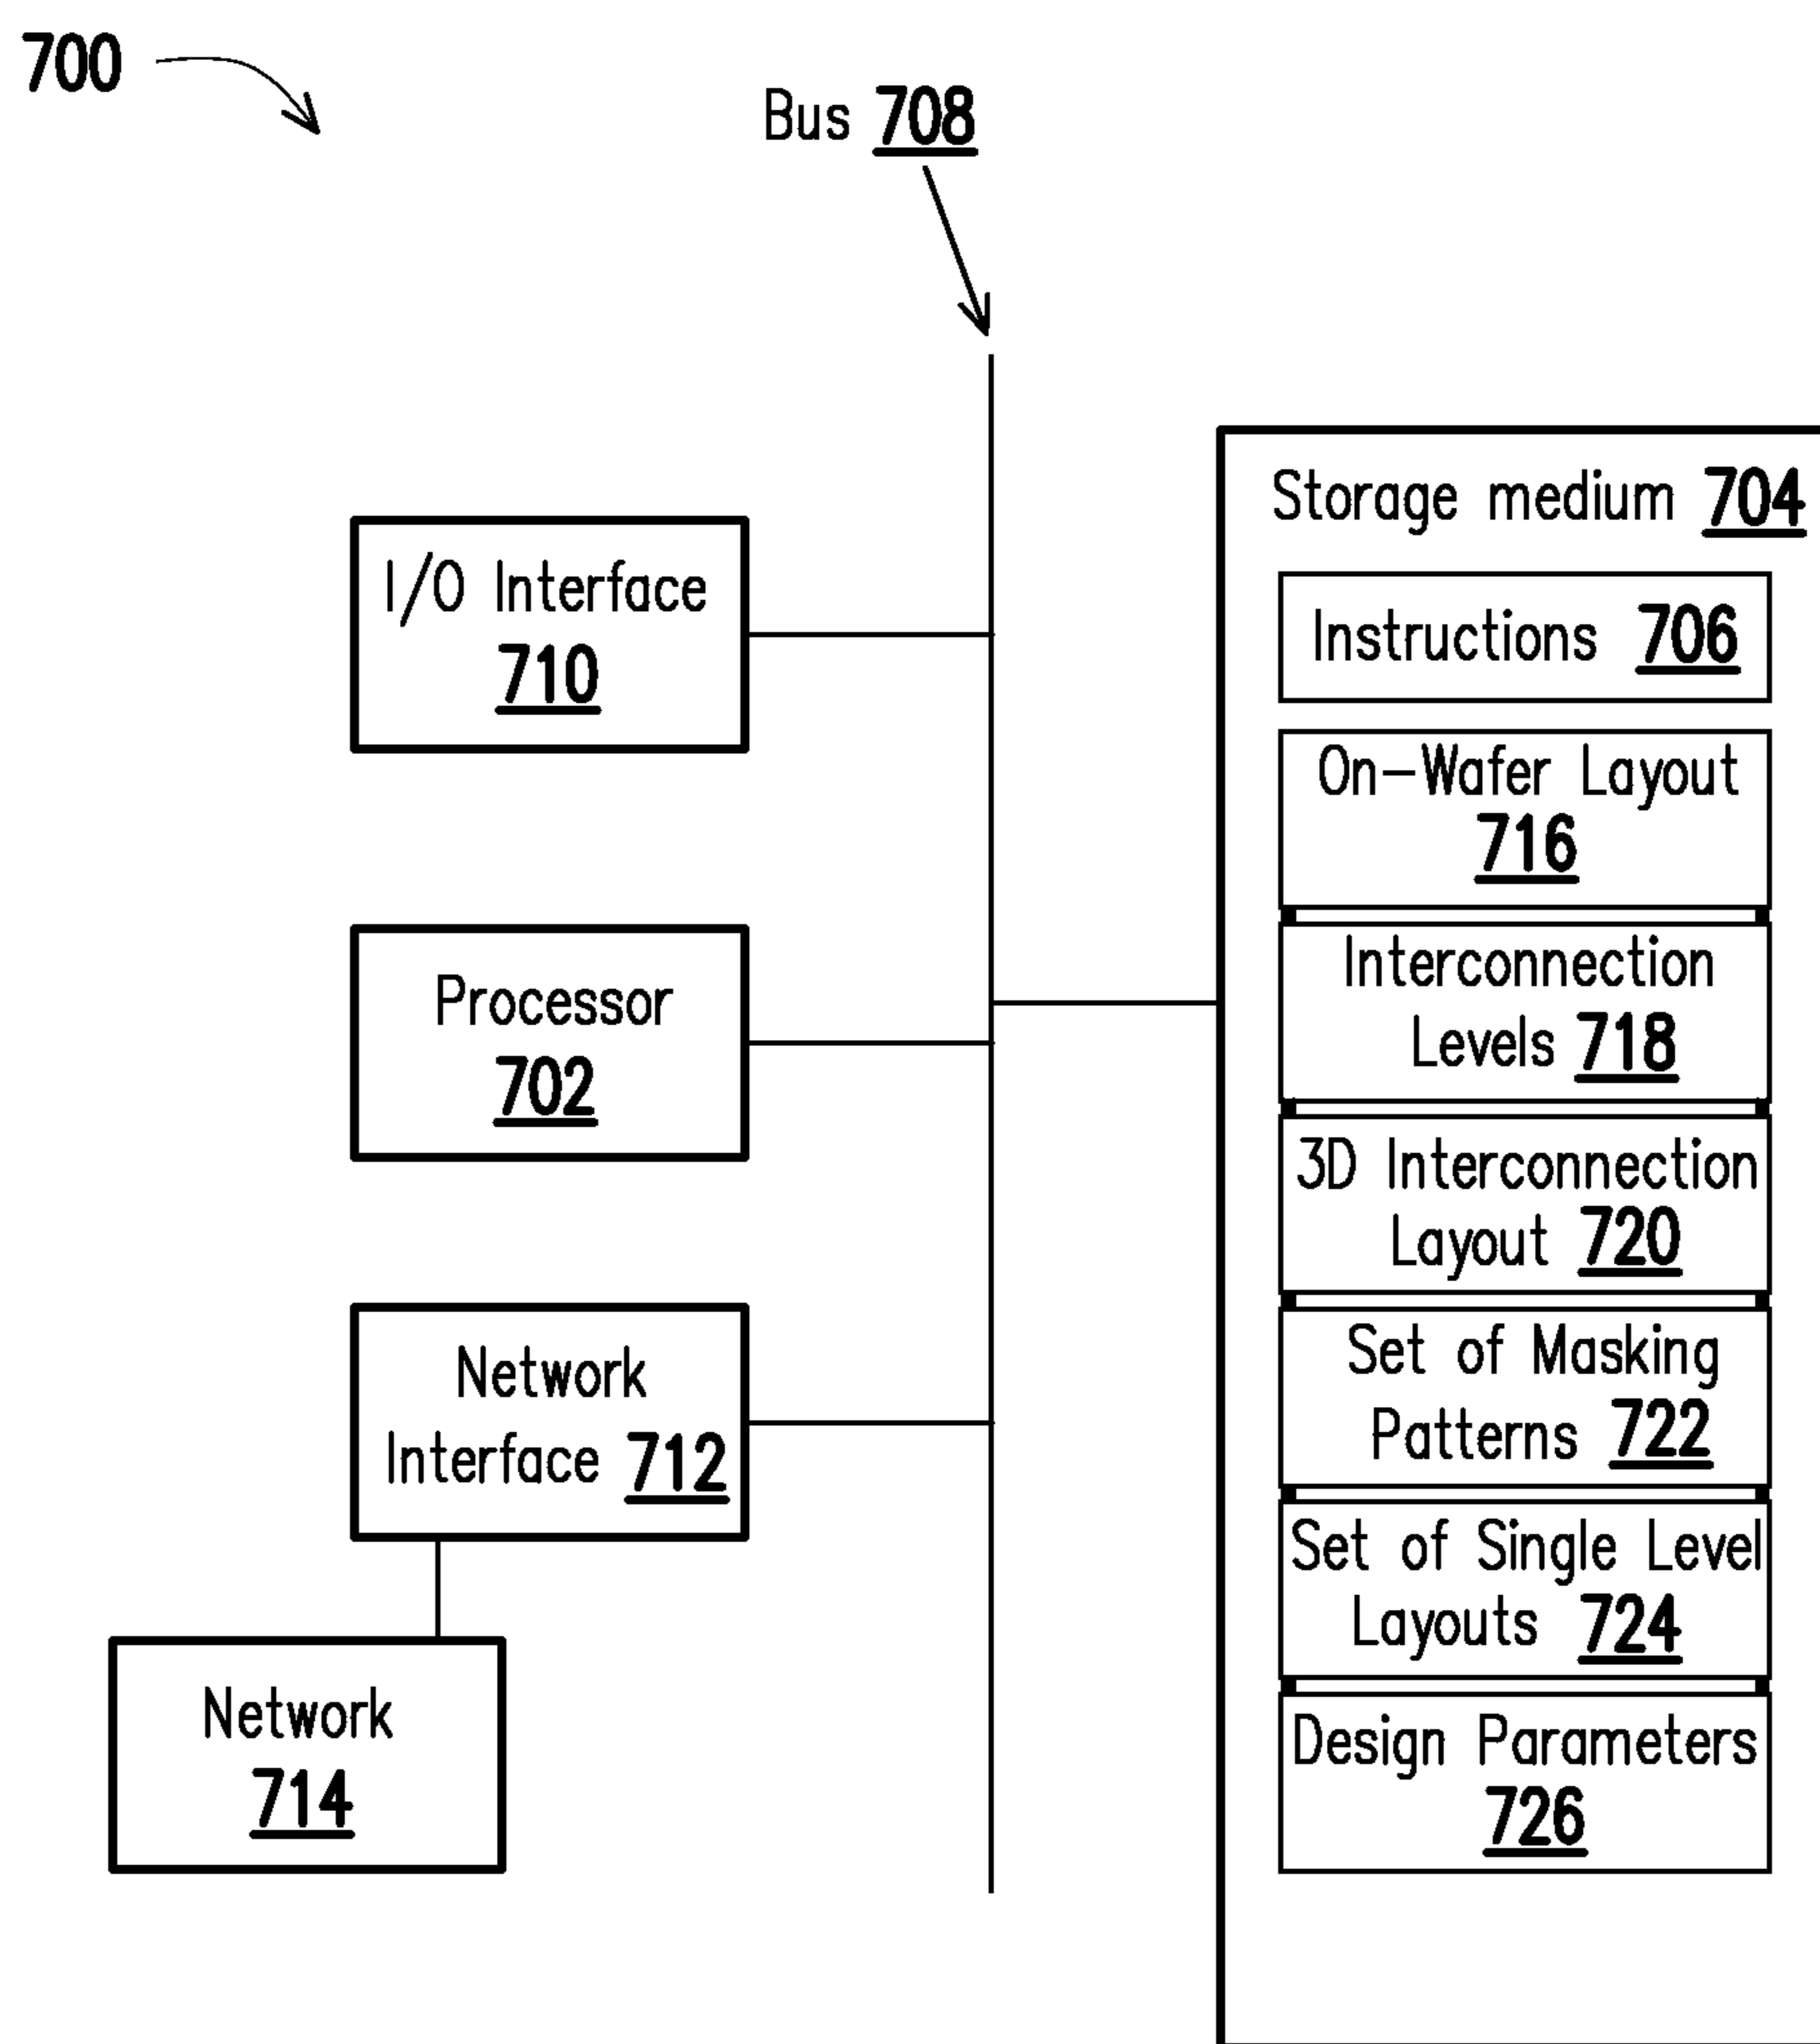 700
Bus 708
I/O Interface
710
Processor
702
Network
Interface 712
Network
714
Storage medium 704
Instructions 706
On-Wafer Layout
716
Interconnection
Levels 718
3D Interconnection
Layout 720
Set of Masking
Patterns 722
Set of Single Level
Layouts 724
Design Parameters
726